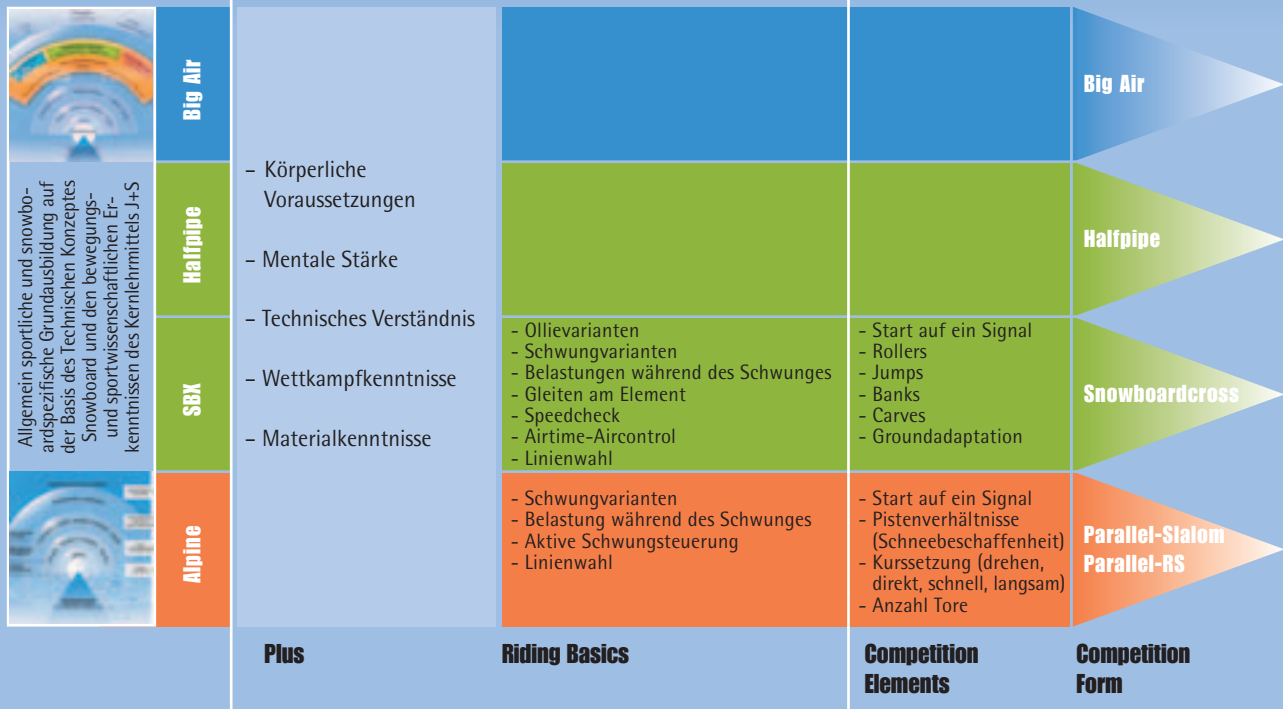 Allgemein sportliche und snowbo-
ardspezifische Grundausbildung auf
der Basis des Technischen Konzeptes
Snowboard und den bewegungs-
und sportwissenschaftlichen Er-
kenntnissen des Kernlehrmittels J+S
Big Air
Halfpipe
SBX
Alpine
– Körperliche
Voraussetzungen
– Mentale Stärke
– Technisches Verständnis
– Wettkampfkenntnisse
– Materialkenntnisse
- Ollievarianten
- Schwungvarianten
- Belastungen während des Schwunges
- Gleiten am Element
- Speedcheck
- Airtime-Aircontrol
- Linienwahl
- Schwungvarianten
- Belastung während des Schwunges
- Aktive Schwungsteuerung
- Linienwahl
- Start auf ein Signal
- Rollers
- Jumps
- Banks
- Carves
- Groundadaptation
- Start auf ein Signal
- Pistenverhältnisse
(Schneebeschaffenheit)
- Kurssetzung (drehen,
direkt, schnell, langsam)
- Anzahl Tore
Big Air
Halfpipe
Snowboardcross
Parallel-Slalom
Parallel-RS
Plus
Riding Basics
Competition
Elements
Competition
Form